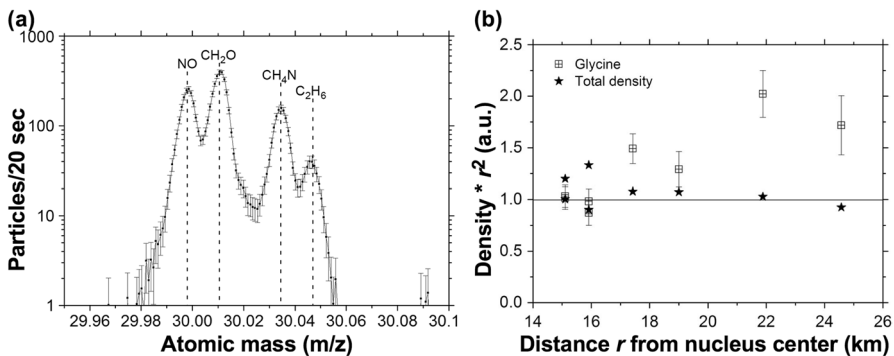 (a)
1000
100
10
1
Particles/20 sec
NO
CH₂O
CH₄N
C₂H₆
29.96 29.98 30.00 30.02 30.04 30.06 30.08 30.1
Atomic mass (m/z)
(b)
2.5
2.0
1.5
1.0
0.5
0.0
Density * r² (a.u.)
Glycine
Total density
14 16 18 20 22 24 26
Distance r from nucleus center (km)